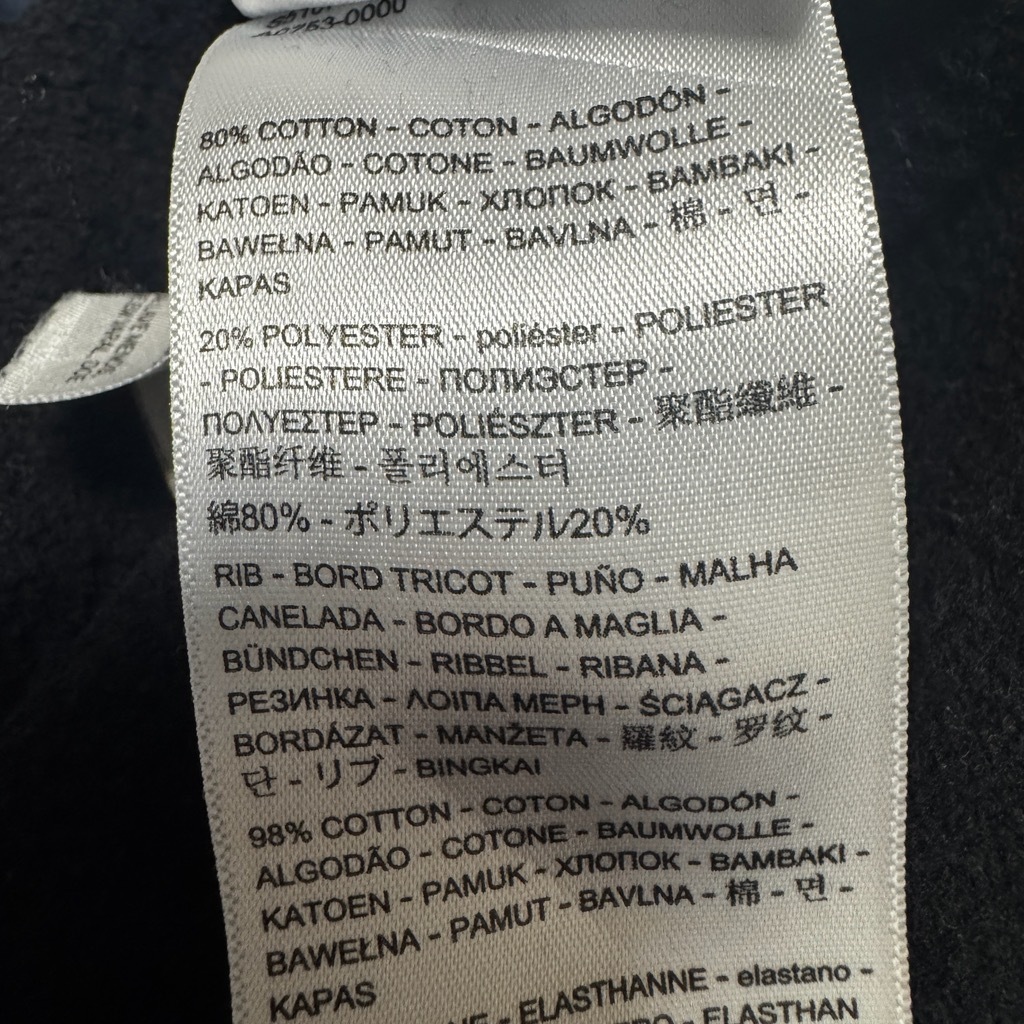 A0753-0000
80% COTTON - COTON - ALGODÓN -
ALGODÃO - COTONE - BAUMWOLLE -
KATOEN - PAMUK - ХЛОПОК - BAMBAKI -
BAWEŁNA - PAMUT - BAVLNA - 棉 - 면 -
KAPAS
20% POLYESTER - poliéster - POLIESTER
- POLIESTERE - ПОЛИЭСТЕР -
ΠΟΛΥΕΣΤΕΡ - POLIÉSZTER - 聚酯纖維 -
聚酯纤维 - 폴리에스터
綿80% - ポリエステル20%
RIB - BORD TRICOT - PUÑO - MALHA
CANELADA - BORDO A MAGLIA -
BÜNDCHEN - RIBBEL - RIBANA -
РЕЗИНКА - ΛΟΙΠΑ ΜΕΡΗ - ŚCIĄGACZ -
BORDÁZAT - MANŽETA - 羅紋 - 罗纹 -
단 - リブ - BINGKAI
98% COTTON - COTON - ALGODÓN -
ALGODÃO - COTONE - BAUMWOLLE -
KATOEN - PAMUK - ХЛОПОК - BAMBAKI -
BAWEŁNA - PAMUT - BAVLNA - 棉 - 면 -
KAPAS
- ELASTHANNE - elastano -
- ELASTHAN